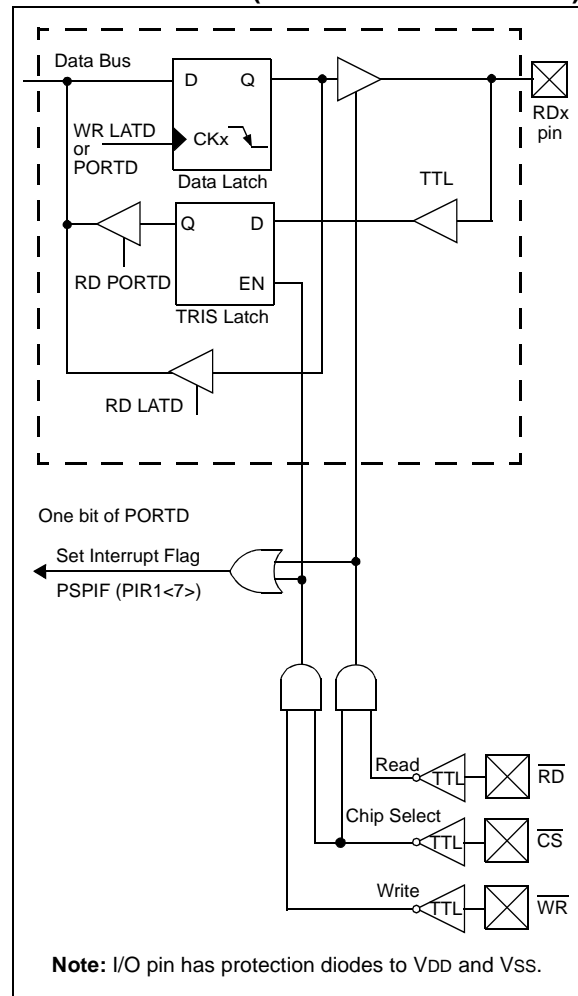 Data Bus
D Q
RDx
pin
WR LATD
or
PORTD
CKx
Data Latch
TTL
Q D
RD PORTD
EN
TRIS Latch
RD LATD
One bit of PORTD
Set Interrupt Flag
PSPIF (PIR1<7>)
Read
TTL
RD
Chip Select
TTL
CS
Write
TTL
WR
Note: I/O pin has protection diodes to VDD and VSS.